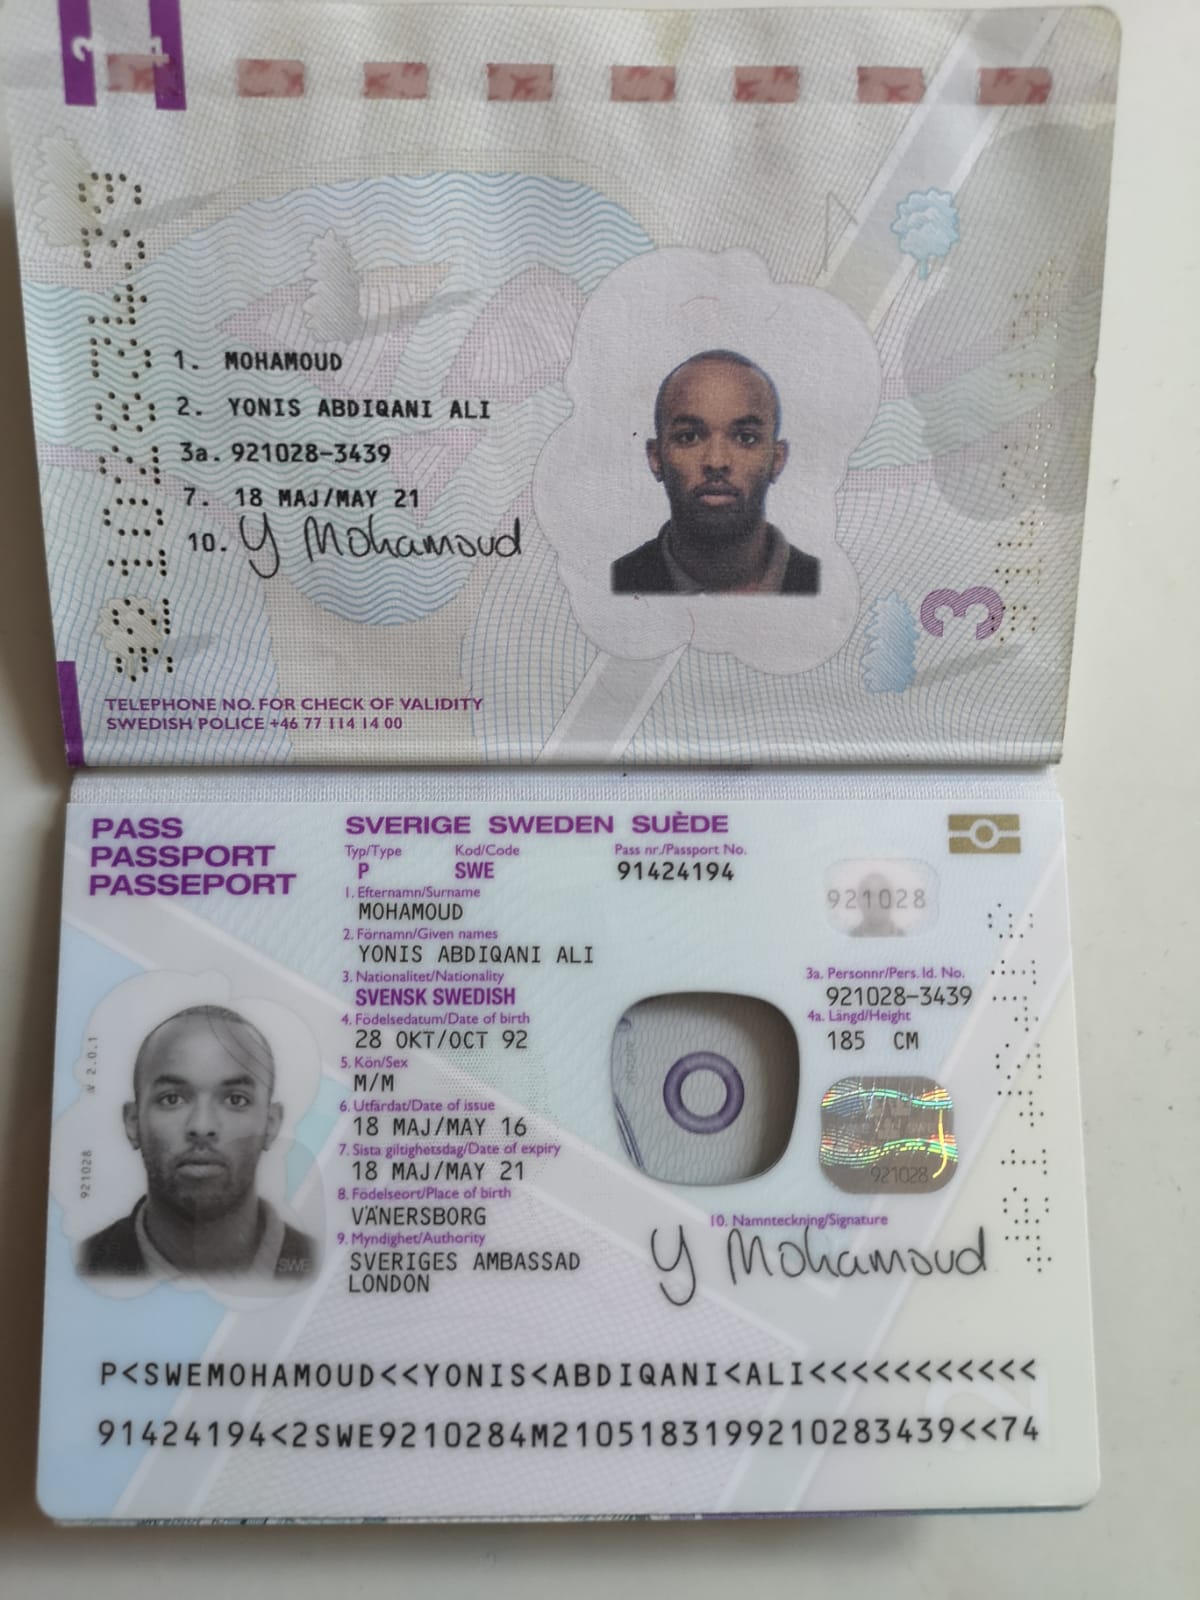 1. MOHAMOUD
2. YONIS ABDIQANI ALI
3a. 921028-3439
7. 18 MAJ/MAY 21
10. Y Mohamoud
3
TELEPHONE NO. FOR CHECK OF VALIDITY
SWEDISH POLICE +46 77 114 14 00
PASS
PASSPORT
PASSEPORT
SVERIGE SWEDEN SUÈDE
Typ/Type Kod/Code Pass nr./Passport No.
P SWE 91424194
1. Efternamn/Surname
MOHAMOUD
921028
2. Förnamn/Given names
YONIS ABDIQANI ALI
3. Nationalitet/Nationality 3a. Personnr/Pers. Id. No.
SVENSK SWEDISH 921028-3439
4. Födelsedatum/Date of birth 4a. Längd/Height
28 OKT/OCT 92 185 CM
5. Kön/Sex
M/M
V 2.0.1
6. Utfärdat/Date of issue
18 MAJ/MAY 16
7. Sista giltighetsdag/Date of expiry
18 MAJ/MAY 21
921028
921028
8. Födelseort/Place of birth
VÄNERSBORG 10. Namnteckning/Signature
9. Myndighet/Authority Y Mohamoud
SVERIGES AMBASSAD
LONDON
SWE
P<SWEMOHAMOUD<<YONIS<ABDIQANI<ALI<<<<<<<<<<<
91424194<2SWE9210284M2105183199210283439<<74